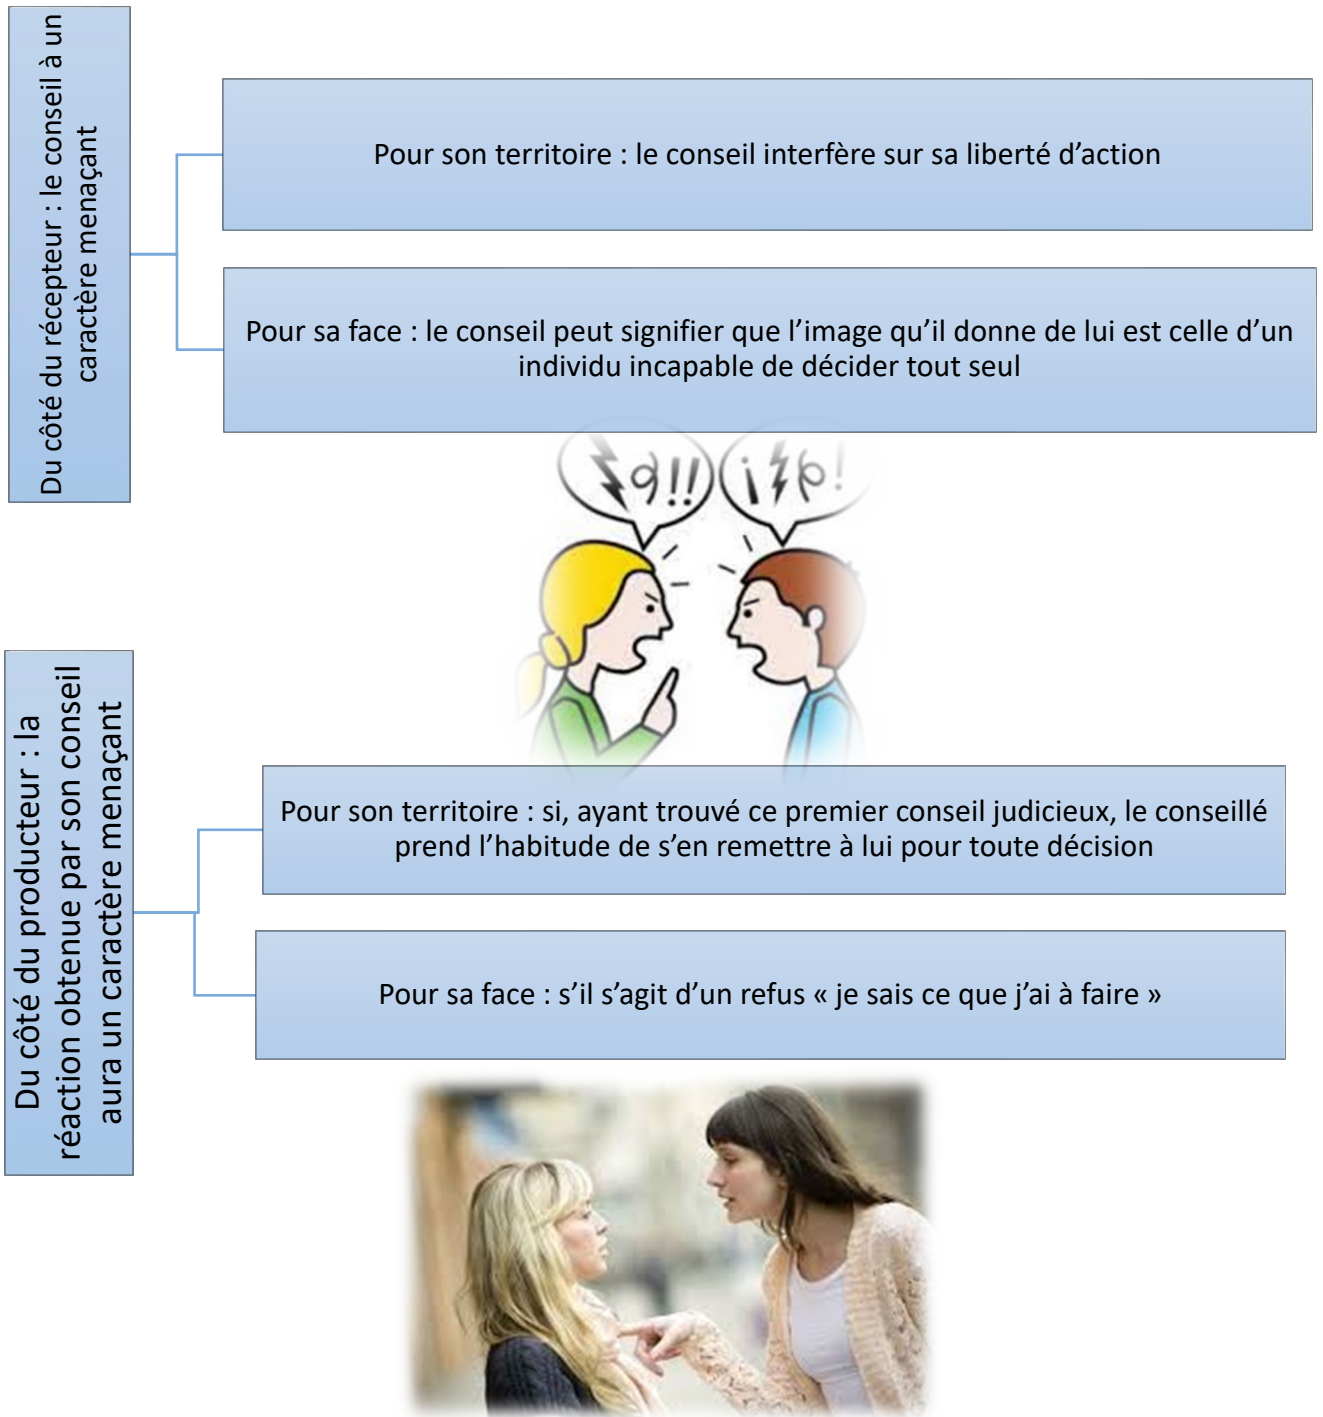 Du côté du récepteur : le conseil à un
caractère menaçant
Pour son territoire : le conseil interfère sur sa liberté d’action
Pour sa face : le conseil peut signifier que l’image qu’il donne de lui est celle d’un
individu incapable de décider tout seul
!!
¡ !
Du côté du producteur : la
réaction obtenue par son conseil
aura un caractère menaçant
Pour son territoire : si, ayant trouvé ce premier conseil judicieux, le conseillé
prend l’habitude de s’en remettre à lui pour toute décision
Pour sa face : s’il s’agit d’un refus « je sais ce que j’ai à faire »